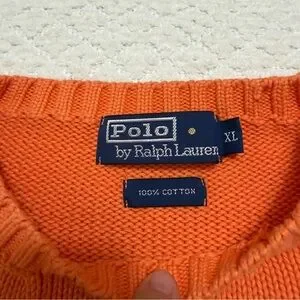 Polo
by Ralph Lauren
XL
100% COTTON